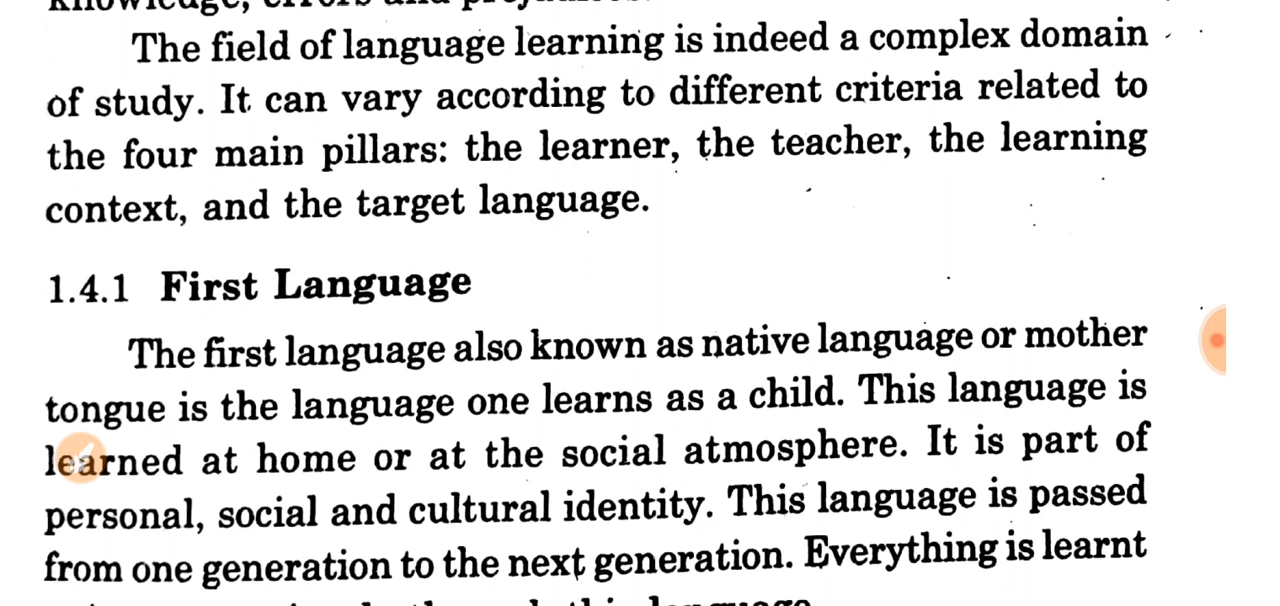 The field of language learning is indeed a complex domain
of study. It can vary according to different criteria related to
the four main pillars: the learner, the teacher, the learning
context, and the target language.
1.4.1 First Language
The first language also known as native language or mother
tongue is the language one learns as a child. This language is
learned at home or at the social atmosphere. It is part of
personal, social and cultural identity. This language is passed
from one generation to the next generation. Everything is learnt